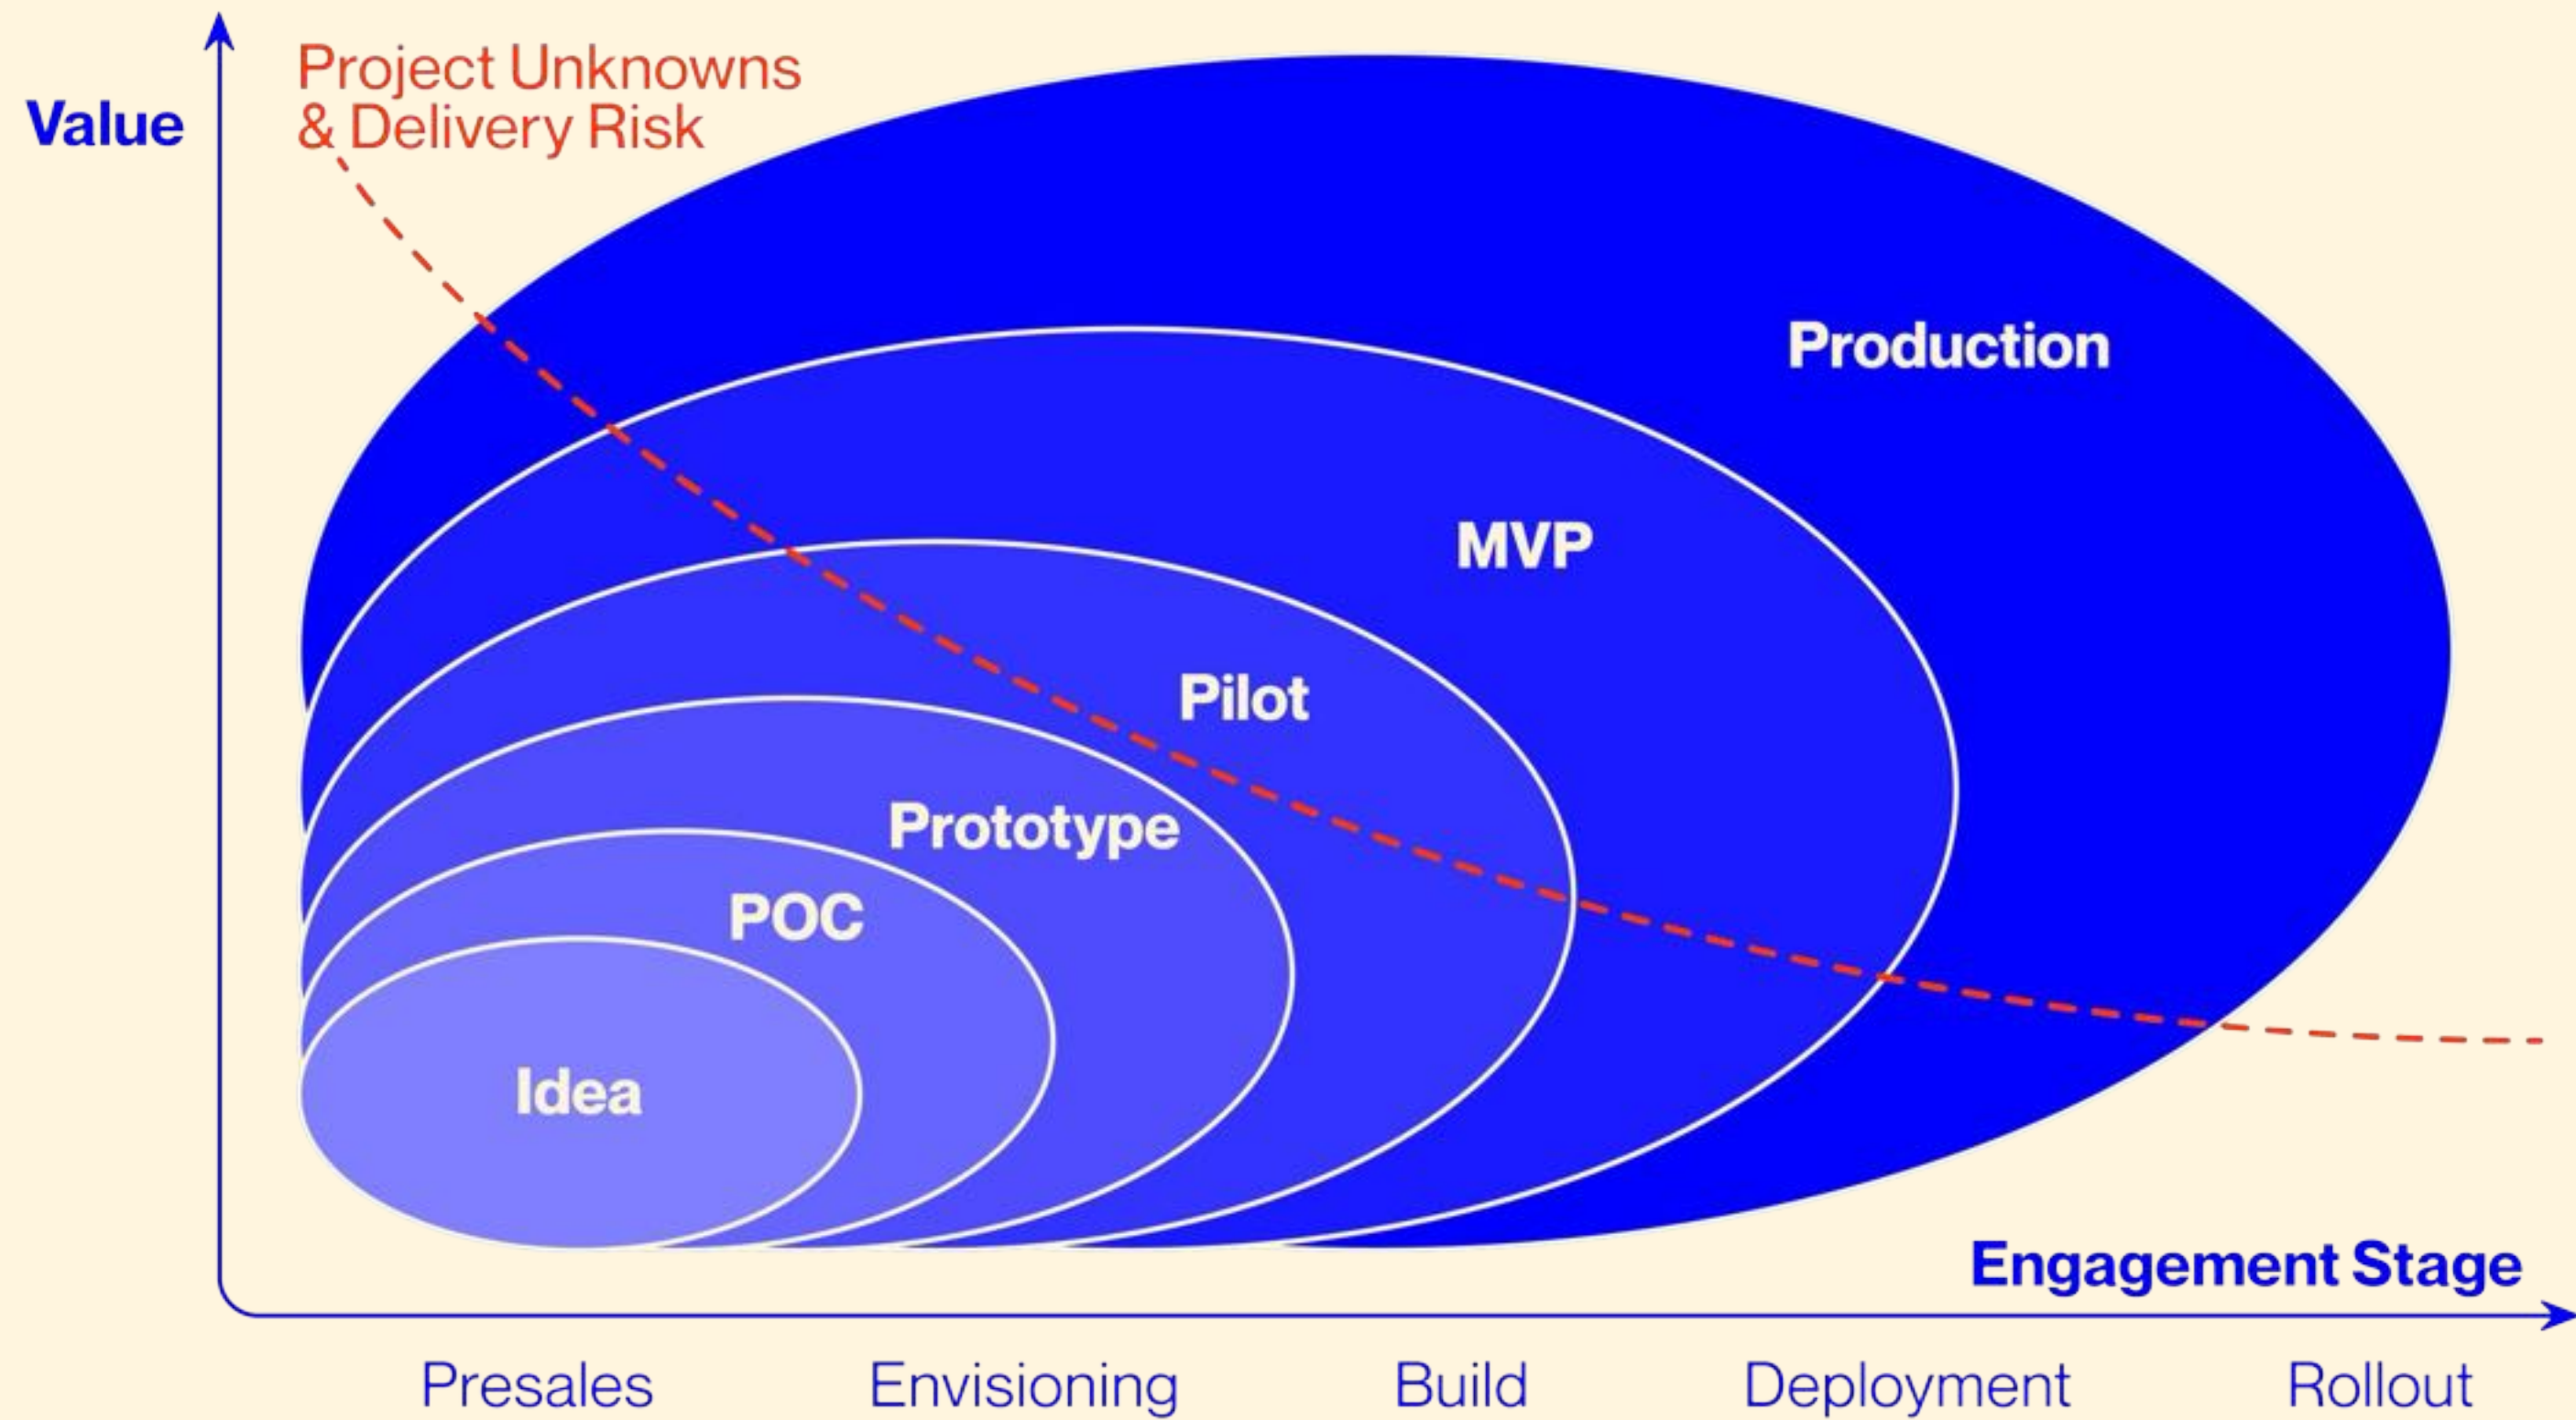 Project Unknowns
& Delivery Risk
Value
Production
MVP
Pilot
Prototype
POC
Idea
Engagement Stage
Presales
Envisioning
Build
Deployment
Rollout